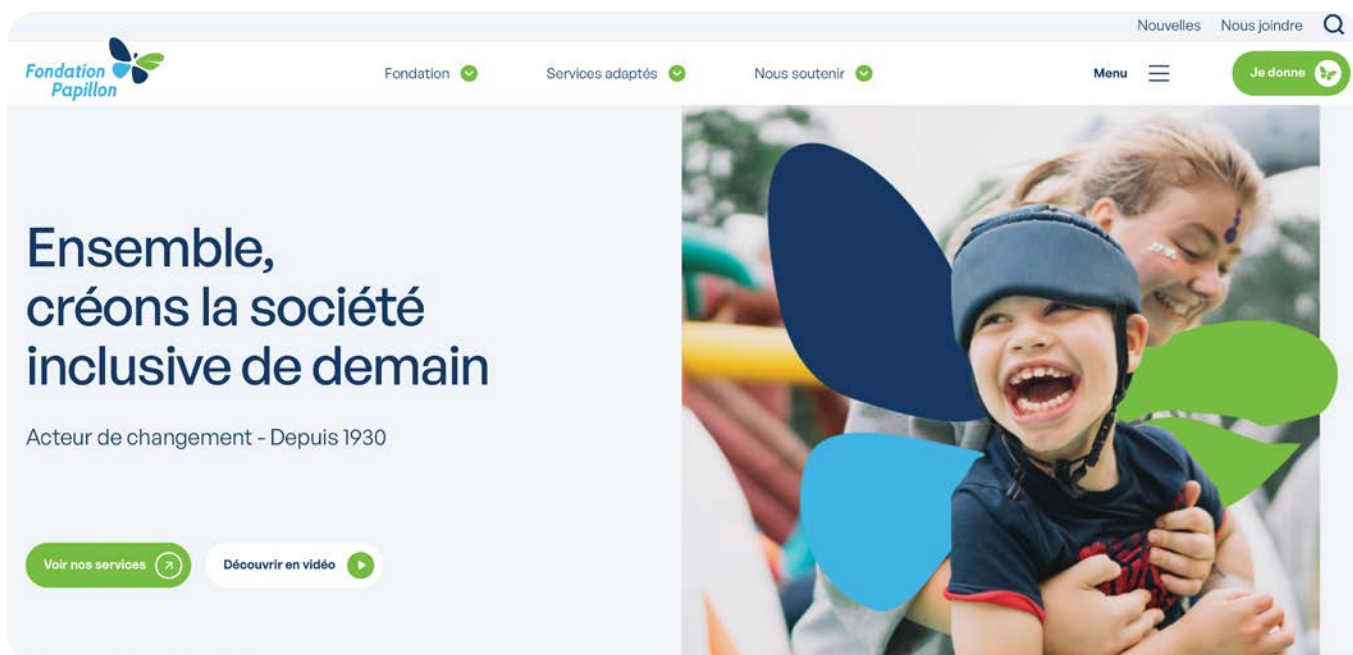 Nouvelles Nous joindre
Fondation
Papillon
Fondation Services adaptés Nous soutenir Menu Je donne
Ensemble,
créons la société
inclusive de demain
Acteur de changement - Depuis 1930
Voir nos services Découvrir en vidéo